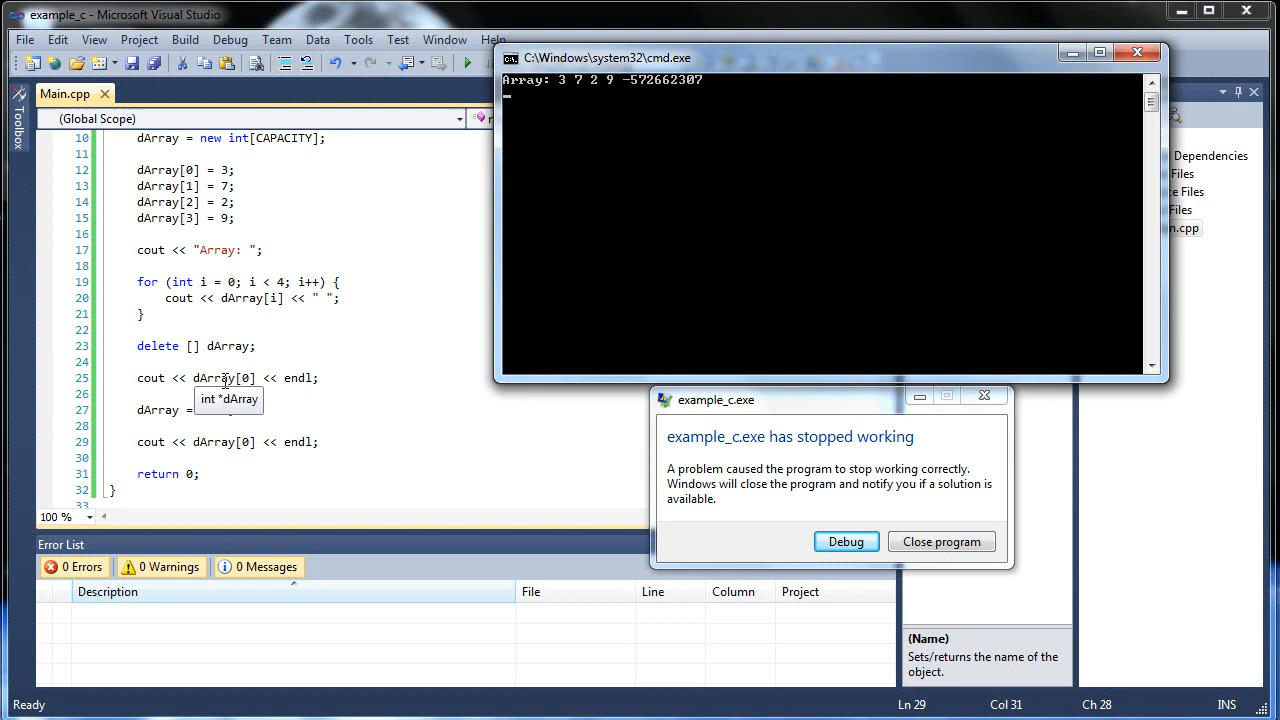 example_c - Microsoft Visual Studio
File Edit View Project Build Debug Team Data Tools Test Window Help
C:\Windows\system32\cmd.exe
Array: 3 7 2 9 -572662307
Main.cpp
Toolbox
(Global Scope)
10 dArray = new int[CAPACITY];
11
12 dArray[0] = 3;
13 dArray[1] = 7;
14 dArray[2] = 2;
15 dArray[3] = 9;
16
17 cout << "Array: ";
18
19 for (int i = 0; i < 4; i++) {
20 cout << dArray[i] << " ";
21 }
22
23 delete [] dArray;
24
25 cout << dArray[0] << endl;
26
int *dArray
27 dArray =
28
29 cout << dArray[0] << endl;
30
31 return 0;
32 }
33
100 %
Dependencies
Files
Files
Files
n.cpp
example_c.exe
example_c.exe has stopped working
A problem caused the program to stop working correctly.
Windows will close the program and notify you if a solution is
available.
Debug Close program
Error List
0 Errors 0 Warnings 0 Messages
Description File Line Column Project
(Name)
Sets/returns the name of the
object.
Ready Ln 29 Col 31 Ch 28 INS